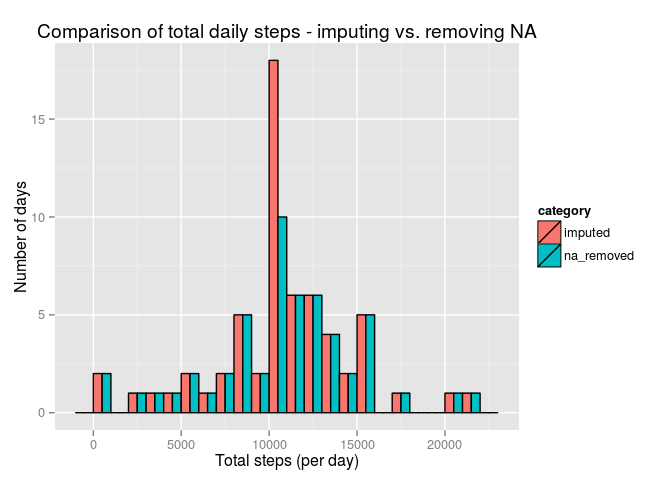 Comparison of total daily steps - imputing vs. removing NA
15
10
5
0
Number of days
0 5000 10000 15000 20000
Total steps (per day)
category
imputed
na_removed